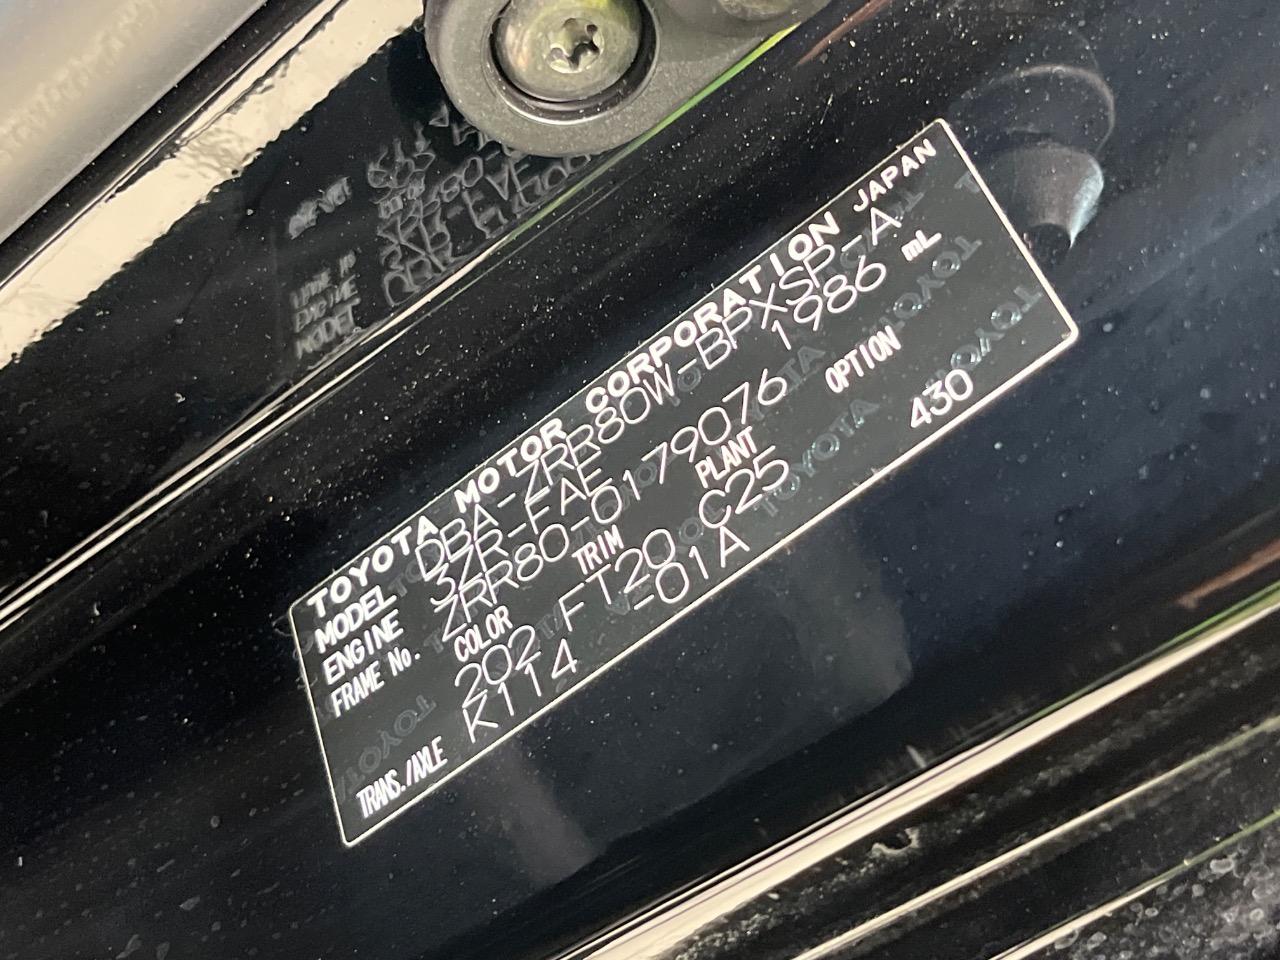 TOYOTA MOTOR CORPORATION JAPAN
MODEL DBA-ZRR80W-BPXSP-A
ENGINE 3ZR-FAE 1986 mL
FRAME No. ZRR80-0179076
COLOR TRIM PLANT OPTION
202 FT20 C25 430
TRANS./AXLE K114 -01A